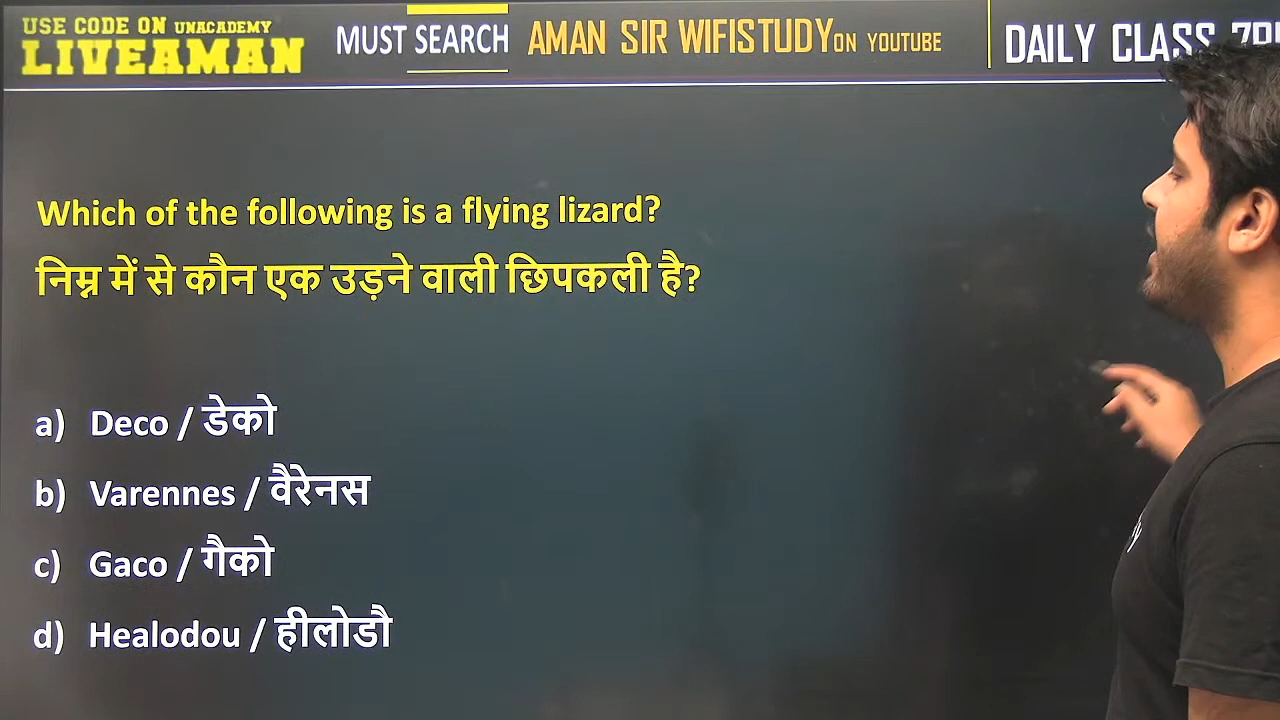 USE CODE ON UNACADEMY
LIVEAMAN
MUST SEARCH
AMAN SIR WIFISTUDY ON YOUTUBE
DAILY CLASS
Which of the following is a flying lizard?
निम्न में से कौन एक उड़ने वाली छिपकली है?
a) Deco / डेको
b) Varennes / वैरेनस
c) Gaco / गैको
d) Healodou / हीलोडौ